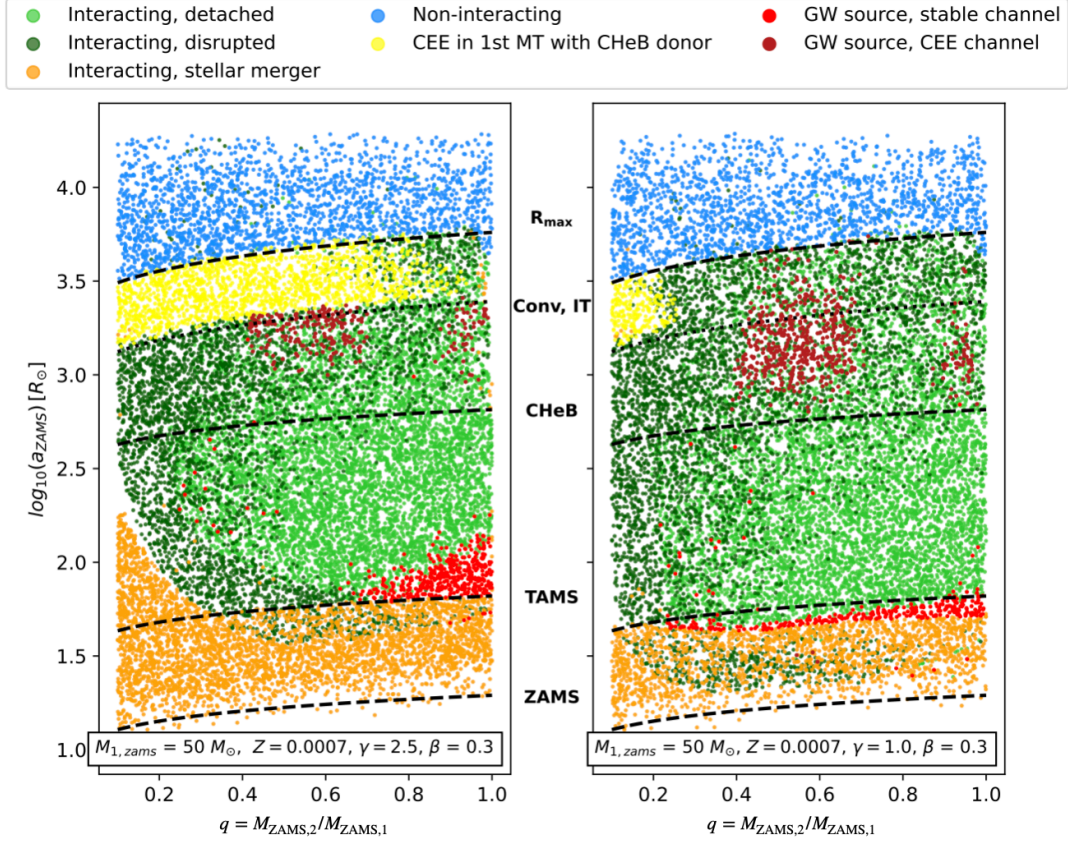 Interacting, detached
Interacting, disrupted
Interacting, stellar merger
Non-interacting
CEE in 1st MT with CHeB donor
GW source, stable channel
GW source, CEE channel
log₁₀(a_ZAMS) [R_⊙]
4.0
3.5
3.0
2.5
2.0
1.5
1.0
R_max
Conv, IT
CHeB
TAMS
ZAMS
M_1,zams = 50 M_⊙, Z = 0.0007, γ = 2.5, β = 0.3
M_1,zams = 50 M_⊙, Z = 0.0007, γ = 1.0, β = 0.3
0.2 0.4 0.6 0.8 1.0
0.2 0.4 0.6 0.8 1.0
q = M_ZAMS,2/M_ZAMS,1
q = M_ZAMS,2/M_ZAMS,1